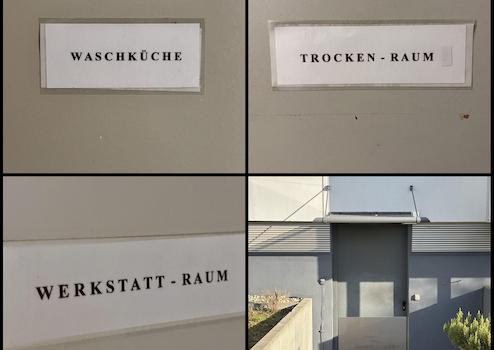 WASCHKÜCHE
TROCKEN - RAUM
WERKSTATT - RAUM